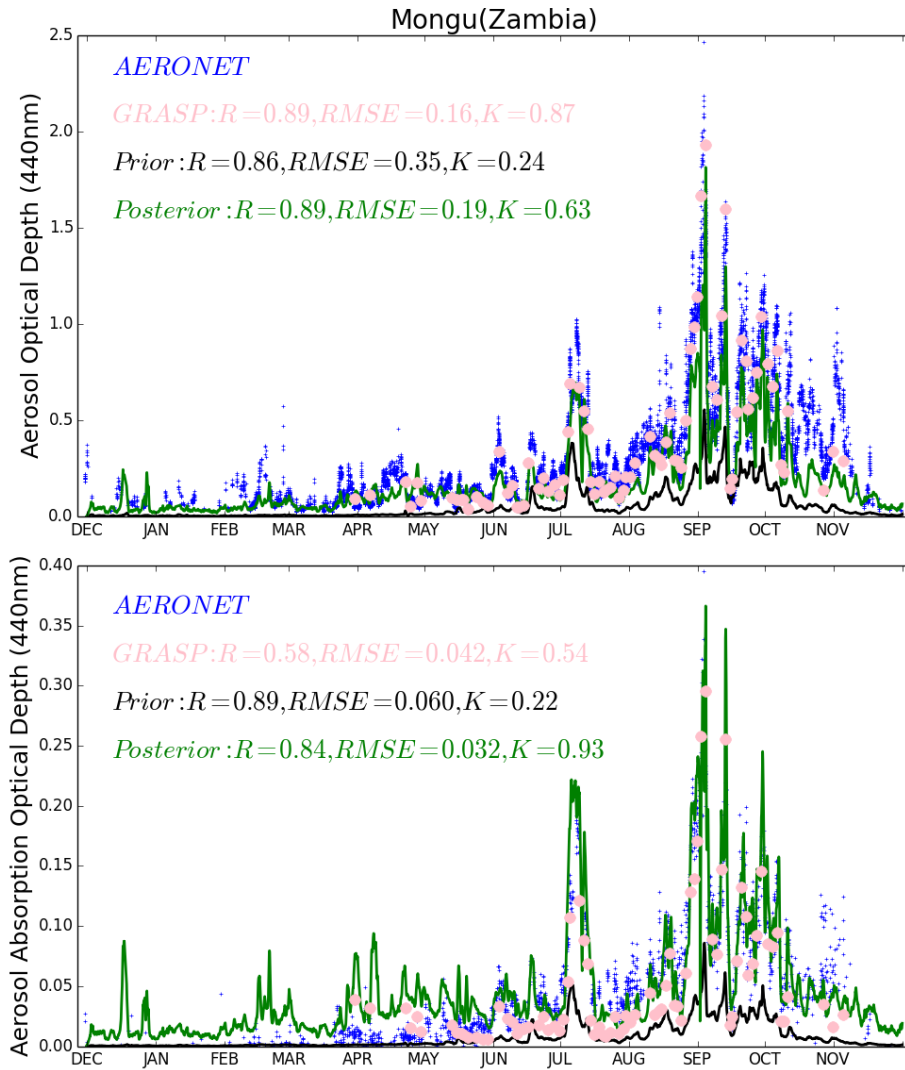 Mongu(Zambia)
Aerosol Optical Depth (440nm)
2.5
2.0
1.5
1.0
0.5
0.0
AERONET
GRASP:R=0.89,RMSE=0.16,K=0.87
Prior:R=0.86,RMSE=0.35,K=0.24
Posterior:R=0.89,RMSE=0.19,K=0.63
DEC JAN FEB MAR APR MAY JUN JUL AUG SEP OCT NOV
Aerosol Absorption Optical Depth (440nm)
0.40
0.35
0.30
0.25
0.20
0.15
0.10
0.05
0.00
AERONET
GRASP:R=0.58,RMSE=0.042,K=0.54
Prior:R=0.89,RMSE=0.060,K=0.22
Posterior:R=0.84,RMSE=0.032,K=0.93
DEC JAN FEB MAR APR MAY JUN JUL AUG SEP OCT NOV